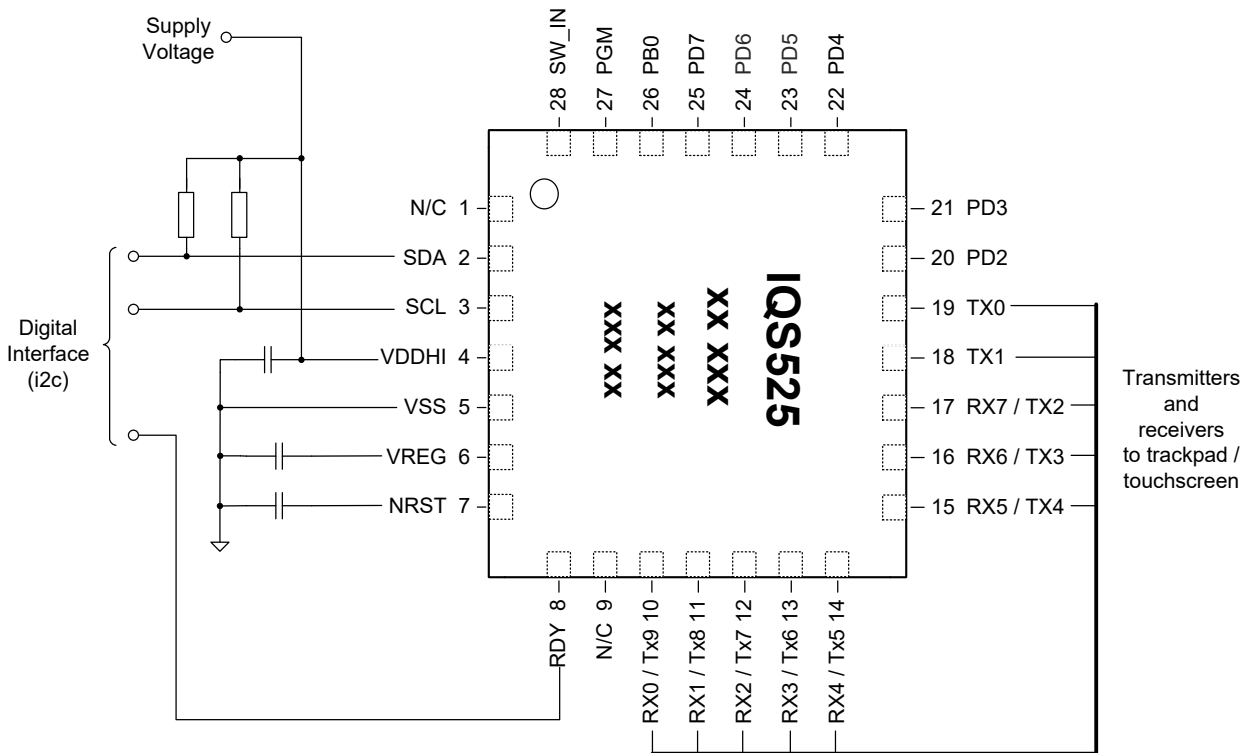 Supply
Voltage
28 SW_IN
27 PGM
26 PB0
25 PD7
24 PD6
23 PD5
22 PD4
N/C 1
SDA 2
SCL 3
VDDHI 4
VSS 5
VREG 6
NRST 7
Digital
Interface
(i2c)
IQS525
xx xxx
xxx xx
xx xxx
21 PD3
20 PD2
19 TX0
18 TX1
17 RX7 / TX2
16 RX6 / TX3
15 RX5 / TX4
Transmitters
and
receivers
to trackpad /
touchscreen
RDY 8
N/C 9
RX0 / Tx9 10
RX1 / Tx8 11
RX2 / Tx7 12
RX3 / Tx6 13
RX4 / Tx5 14